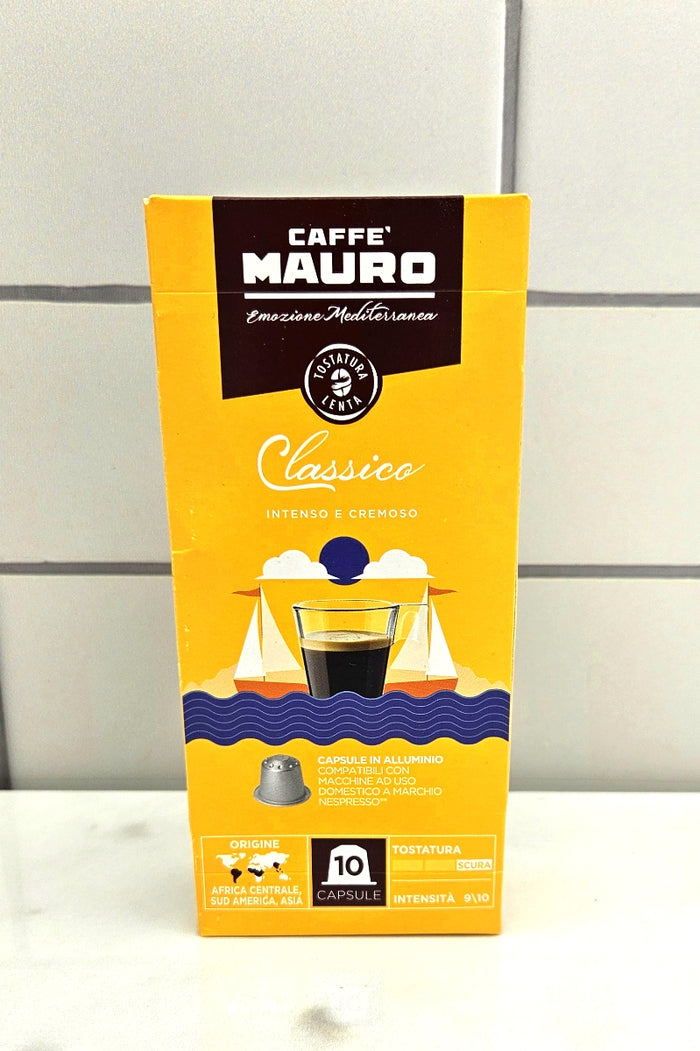 CAFFE'
MAURO
Emozione Mediterranea
TOSTATURA
LENTA
Classico
INTENSO E CREMOSO
CAPSULE IN ALLUMINIO
COMPATIBILI CON
MACCHINE AD USO
DOMESTICO A MARCHIO
NESPRESSO**
ORIGINE
AFRICA CENTRALE,
SUD AMERICA, ASIA
10
CAPSULE
TOSTATURA
SCURA
INTENSITÀ 9\10